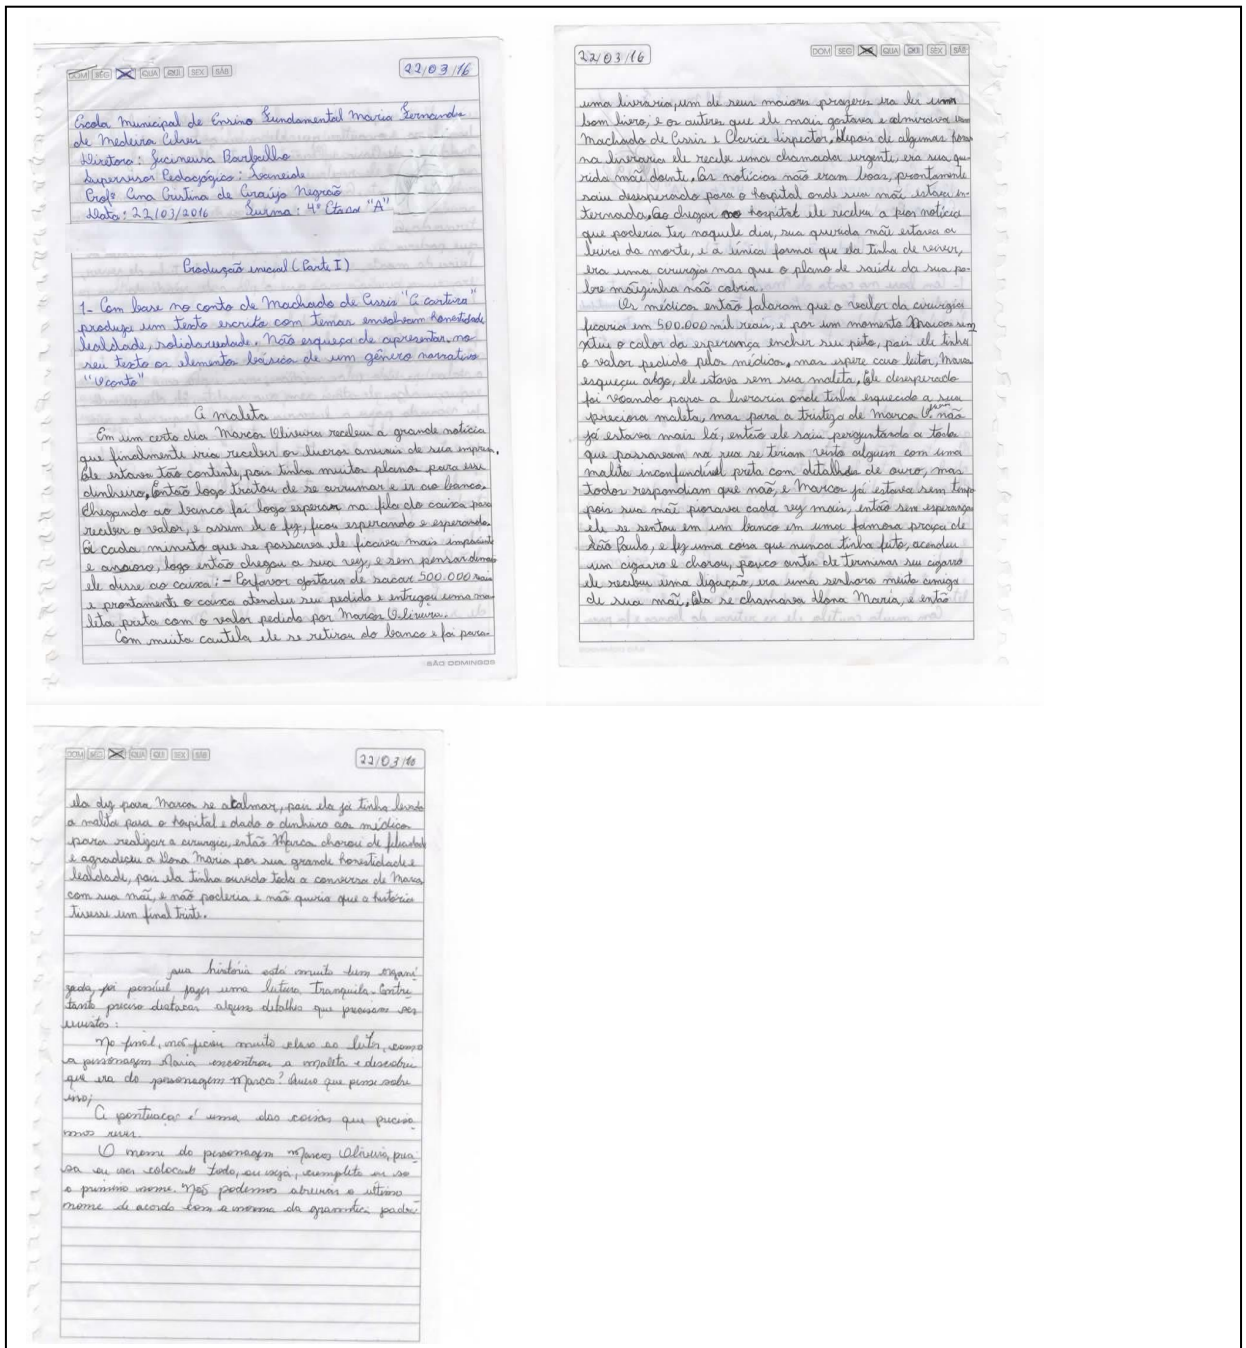 DOM SEG TER QUA QUI SEX SÁB
22/03/16
Escola Municipal de Ensino Fundamental Maria Fernande
de Medeira
Diretora: Jucineura Barbalho
Supervisor Pedagógico: Ivaneide
Profª Ana Cristina de Araújo Negrão
Data: 22/03/2016 Turma: 4ª Etapa "A"
Produção inicial (Parte I)
1- Com base no conto de Machado de Assis "A cartera"
produza um texto escrito com temas envolvam honestidade
lealdade, solidariedade. Não esqueça de apresentar no
seu texto os elementos básicos de um gênero narrativo
"O conto"
A maleta
Em um certo dia Marcos Oliveira recebeu a grande notícia
que finalmente iria receber os lucros anuais de sua empresa.
Ele estava tão contente, pois tinha muitos planos para esse
dinheiro, Então logo tratou de se arrumar e ir ao banco.
Chegando ao banco foi logo esperar na fila do caixa para
receber o valor, e assim ele o fez, ficou esperando e esperando.
A cada minuto que se passava ele ficava mais impaciente
e ansioso, logo então chegou a sua vez, e sem pensar demais
ele disse ao caixa: - Porfavor gostaria de sacar 500.000 reais
e prontamente o caixa atendeu seu pedido e entregou uma ma-
leta preta com o valor pedido por Marcos Oliveira.
Com muita cautela ele se retirou do banco e foi para
SÃO DOMINGOS
22/03/16
DOM SEG TER QUA QUI SEX SÁB
uma livraria, um de seus maiores prazeres era ler um
bom livro, e os autores que ele mais gostava e admirava eram
Machado de Assis e Clarice lispector, depois de algumas horas
na livraria ele recebe uma chamada urgente, era sua que
rida mãe doente. As notícias não eram boas, prontamente
saiu desesperado para o hospital onde sua mãe estava in-
ternada, Ao chegar ao hospital ele recebeu a pior notícia
que poderia ter naquele dia, sua querida mãe estava a
beira da morte, e a única forma que ela tinha de viver,
era uma cirurgia mas que o plano de saúde da sua po-
bre mãezinha não cobria.
Os médicos então falaram que o valor da cirurgia
ficaria em 500.000 mil reais, e por um momento Marcos sen
tiu o calor da esperança encher seu peito, pois ele tinha
o valor pedido pelos médicos, mas espere caro leitor, Marcos
esqueceu algo, ele estava sem sua maleta, Ele desesperado
foi voando para a livraria onde tinha esquecido a sua
preciosa maleta, mas para a tristeza de Marcos O. não
já estava mais lá, então ele saiu perguntando a todos
que passavam na rua se teriam visto alguém com uma
maleta inconfundível preta com detalhes de ouro, mas
todos respondiam que não, e Marcos já estava sem tempo
pois sua mãe piorava cada vez mais, então sem esperança
ele se sentou em um banco em uma famosa praça de
São Paulo, e fez uma coisa que nunca tinha feito, acendeu
um cigarro e chorou, pouco antes de terminar seu cigarro
ele recebeu uma ligação, era uma senhora muito amiga
de sua mãe, Ela se chamava Dona Maria, e então
DOM SEG TER QUA QUI SEX SÁB
22/03/16
ela diz para Marcos se acalmar, pois ela já tinha levado
a maleta para o hospital e dado o dinheiro aos médicos
para realizar a cirurgia, então Marcos chorou de felicidade
e agradeceu a Dona Maria por sua grande honestidade e
lealdade, pois ela tinha ouvido toda a conversa de Marcos
com sua mãe, e não poderia e não queria que a história
tivesse um final triste.
sua história está muito bem organi
zada, foi possível fazer uma leitura tranquila. Entre
tanto preciso destacar alguns detalhes que precisam ser
revistos:
No final, não ficou muito claro ao leitor, como
a personagem Maria encontrou a maleta e descobriu
que era do personagem Marcos? Quero que pense sobre
isso;
A pontuação é uma das coisas que precisa
mos rever.
O nome do personagem Marcos Oliveira, preci
sa ou ser colocado todo, ou seja, completo ou só
o primeiro nome. Não podemos abreviar o último
nome de acordo com a norma da gramática padrã